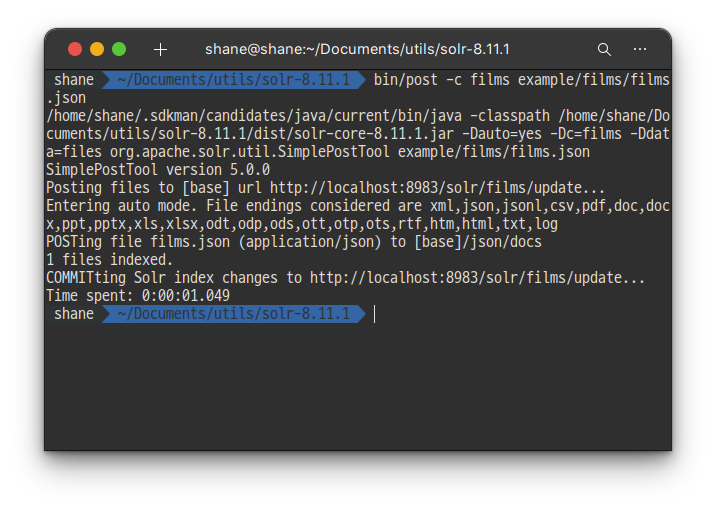 shane@shane:~/Documents/utils/solr-8.11.1
shane ~/Documents/utils/solr-8.11.1 bin/post -c films example/films/films
.json
/home/shane/.sdkman/candidates/java/current/bin/java -classpath /home/shane/Do
cuments/utils/solr-8.11.1/dist/solr-core-8.11.1.jar -Dauto=yes -Dc=films -Ddat
a=files org.apache.solr.util.SimplePostTool example/films/films.json
SimplePostTool version 5.0.0
Posting files to [base] url http://localhost:8983/solr/films/update...
Entering auto mode. File endings considered are xml,json,jsonl,csv,pdf,doc,doc
x,ppt,pptx,xls,xlsx,odt,odp,ods,ott,otp,ots,rtf,htm,html,txt,log
POSTing file films.json (application/json) to [base]/json/docs
1 files indexed.
COMMITting Solr index changes to http://localhost:8983/solr/films/update...
Time spent: 0:00:01.049
shane ~/Documents/utils/solr-8.11.1